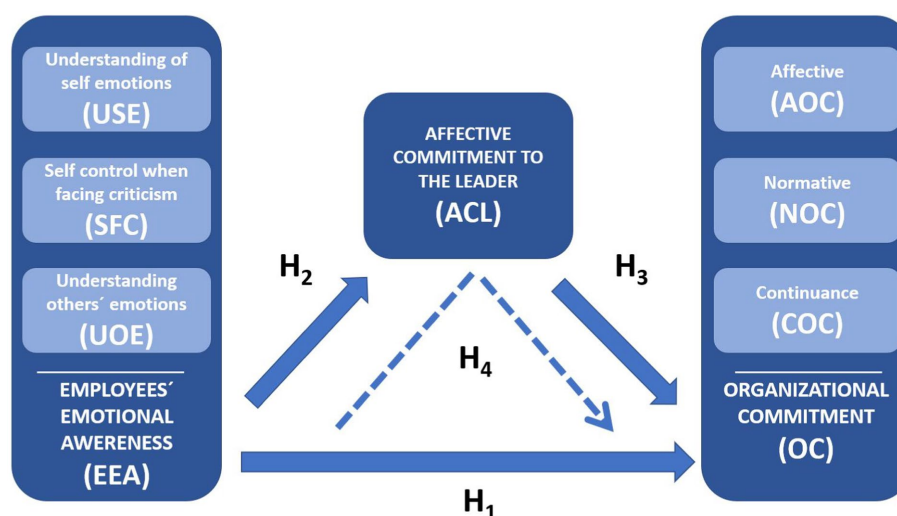 Understanding of
self emotions
(USE)
Self control when
facing criticism
(SFC)
Understanding
others´ emotions
(UOE)
EMPLOYEES´
EMOTIONAL
AWERENESS
(EEA)
AFFECTIVE
COMMITMENT TO
THE LEADER
(ACL)
H2
H3
H4
H1
Affective
(AOC)
Normative
(NOC)
Continuance
(COC)
ORGANIZATIONAL
COMMITMENT
(OC)